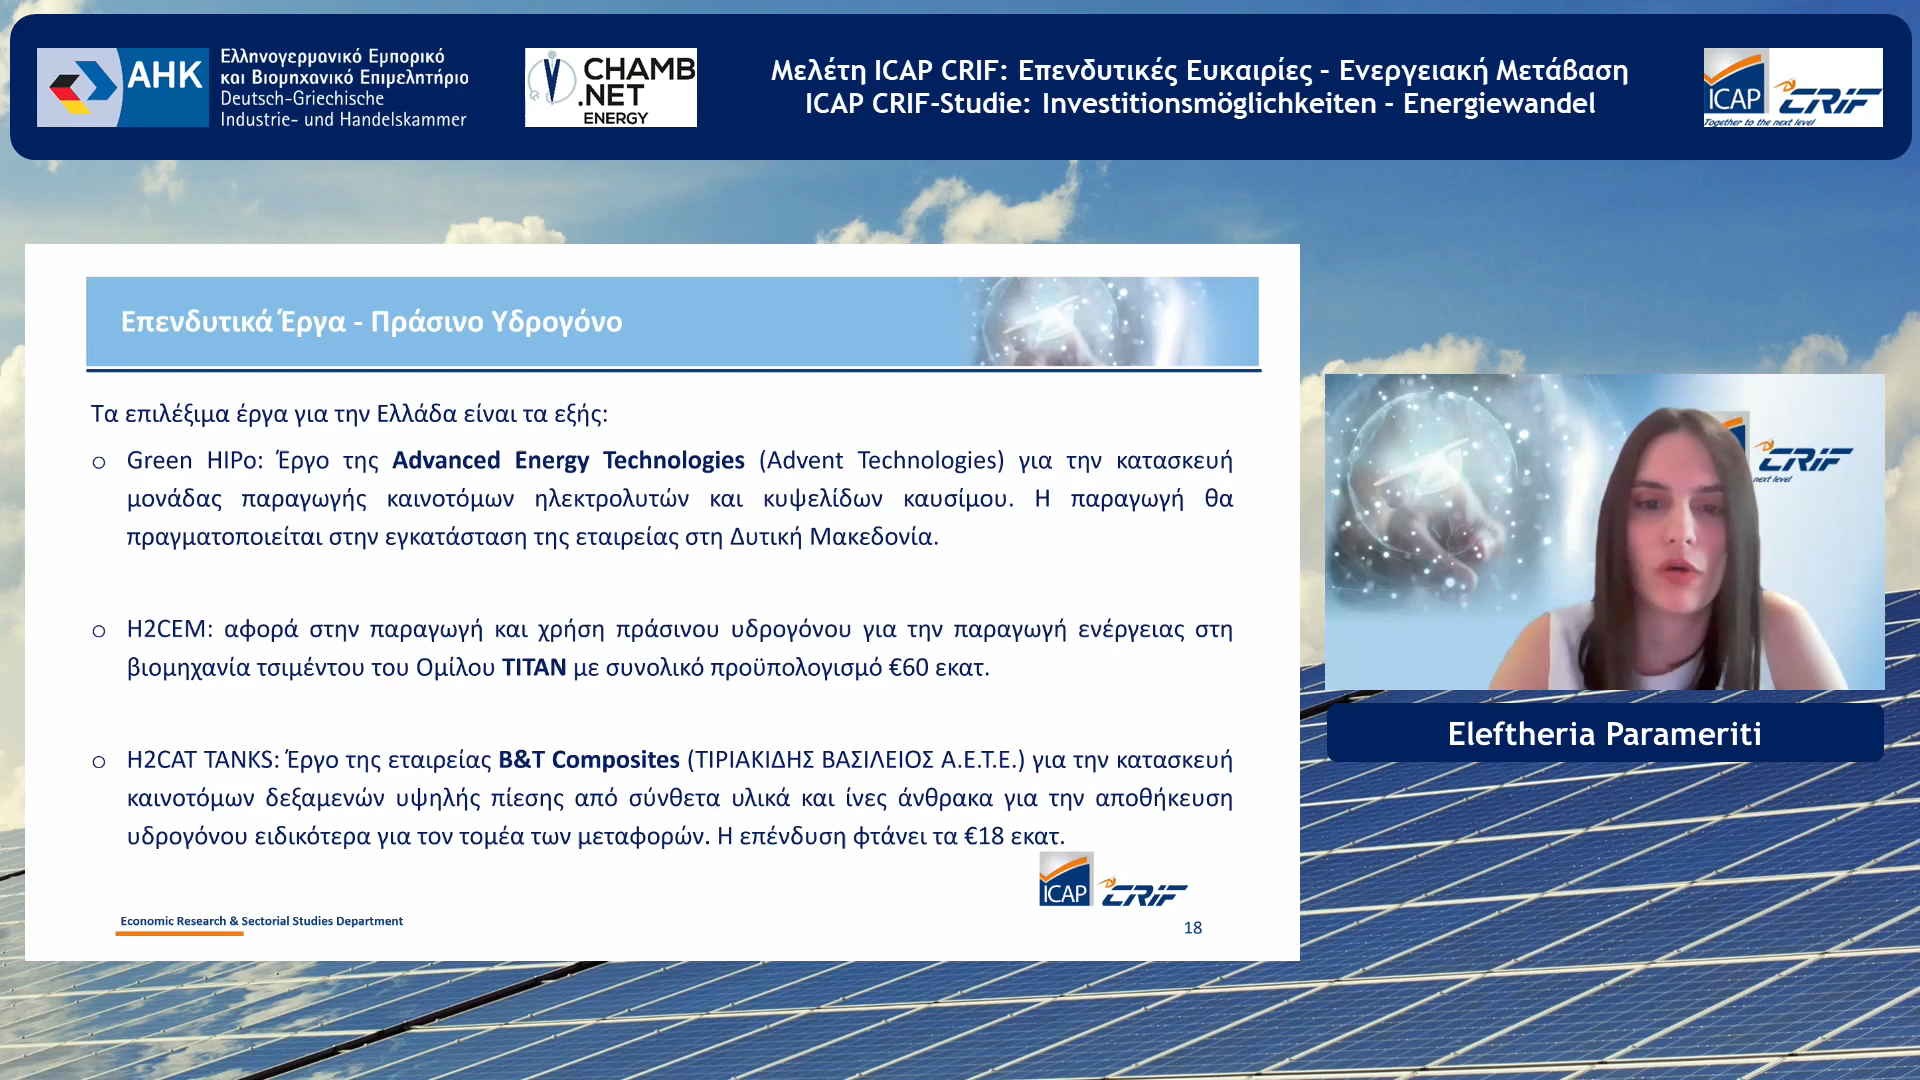 AHK
Ελληνογερμανικό Εμπορικό
και Βιομηχανικό Επιμελητήριο
Deutsch-Griechische
Industrie- und Handelskammer
CHAMB
.NET
ENERGY
Μελέτη ICAP CRIF: Επενδυτικές Ευκαιρίες – Ενεργειακή Μετάβαση
ICAP CRIF-Studie: Investitionsmöglichkeiten - Energiewandel
ICAP CRIF
Together to the next level
Επενδυτικά Έργα - Πράσινο Υδρογόνο
Τα επιλέξιμα έργα για την Ελλάδα είναι τα εξής:
o Green HIPo: Έργο της Advanced Energy Technologies (Advent Technologies) για την κατασκευή
μονάδας παραγωγής καινοτόμων ηλεκτρολυτών και κυψελίδων καυσίμου. Η παραγωγή θα
πραγματοποιείται στην εγκατάσταση της εταιρείας στη Δυτική Μακεδονία.
o H2CEM: αφορά στην παραγωγή και χρήση πράσινου υδρογόνου για την παραγωγή ενέργειας στη
βιομηχανία τσιμέντου του Ομίλου TITAN με συνολικό προϋπολογισμό €60 εκατ.
o H2CAT TANKS: Έργο της εταιρείας B&T Composites (ΤΙΡΙΑΚΙΔΗΣ ΒΑΣΙΛΕΙΟΣ Α.Ε.Τ.Ε.) για την κατασκευή
καινοτόμων δεξαμενών υψηλής πίεσης από σύνθετα υλικά και ίνες άνθρακα για την αποθήκευση
υδρογόνου ειδικότερα για τον τομέα των μεταφορών. Η επένδυση φτάνει τα €18 εκατ.
ICAP CRIF
Economic Research & Sectorial Studies Department
18
CRIF
next level
Eleftheria Parameriti